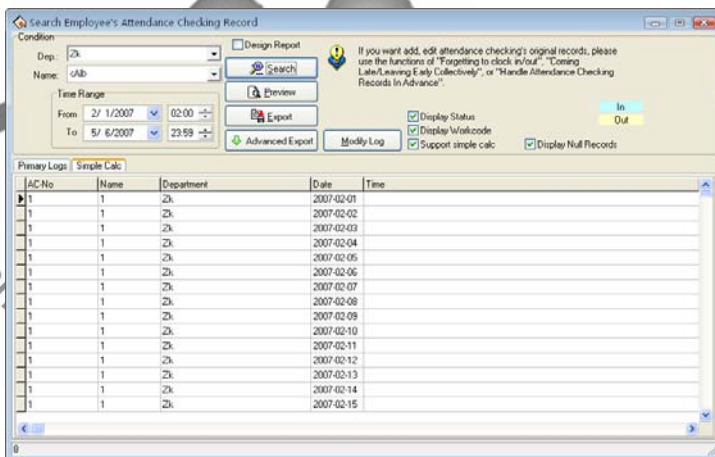 Search Employee's Attendance Checking Record
Condition
Dep.: Zk
Name: <All>
Time Range
From 2/ 1/2007 02:00
To 5/ 6/2007 23:59
Design Report
Search
Preview
Export
Advanced Export
Modify Log
If you want add, edit attendance checking's original records, please
use the functions of "Forgetting to clock in/out", "Coming
Late/Leaving Early Collectively", or "Handle Attendance Checking
Records In Advance".
Display Status
Display Workcode
Support simple calc
Display Null Records
In
Out
Primary Logs Simple Calc
AC-No Name Department Date Time
1 1 Zk 2007-02-01
1 1 Zk 2007-02-02
1 1 Zk 2007-02-03
1 1 Zk 2007-02-04
1 1 Zk 2007-02-05
1 1 Zk 2007-02-06
1 1 Zk 2007-02-07
1 1 Zk 2007-02-08
1 1 Zk 2007-02-09
1 1 Zk 2007-02-10
1 1 Zk 2007-02-11
1 1 Zk 2007-02-12
1 1 Zk 2007-02-13
1 1 Zk 2007-02-14
1 1 Zk 2007-02-15
0